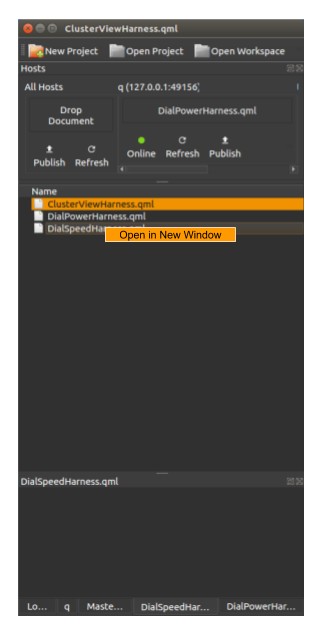 ClusterViewHarness.qml
New Project Open Project Open Workspace
Hosts
All Hosts q (127.0.0.1:49156)
Drop Document DialPowerHarness.qml
Publish Refresh Online Refresh Publish
Name
ClusterViewHarness.qml
DialPowerHarness.qml
DialSpeedHarness.qml
Open in New Window
DialSpeedHarness.qml
Lo... q Maste... DialSpeedHar... DialPowerHar...